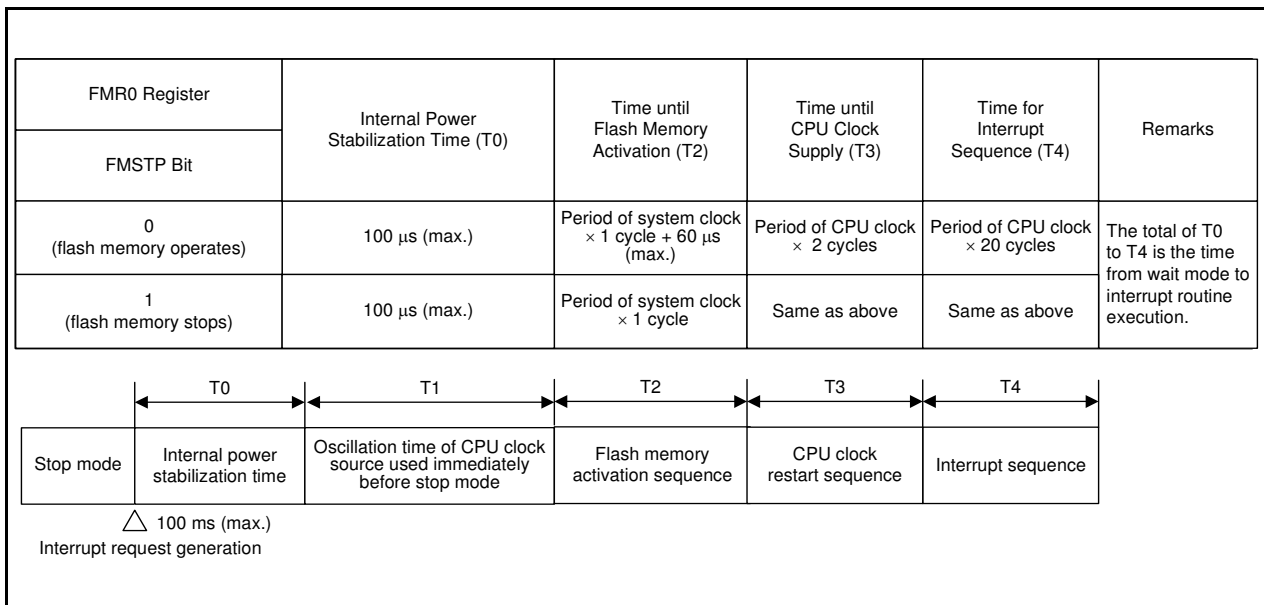 FMR0 Register
FMSTP Bit
Internal Power
Stabilization Time (T0)
Time until
Flash Memory
Activation (T2)
Time until
CPU Clock
Supply (T3)
Time for
Interrupt
Sequence (T4)
Remarks
0
(flash memory operates)
100 μs (max.)
Period of system clock
× 1 cycle + 60 μs
(max.)
Period of CPU clock
× 2 cycles
Period of CPU clock
× 20 cycles
The total of T0
to T4 is the time
from wait mode to
interrupt routine
execution.
1
(flash memory stops)
100 μs (max.)
Period of system clock
× 1 cycle
Same as above
Same as above
T0
T1
T2
T3
T4
Stop mode
Internal power
stabilization time
Oscillation time of CPU clock
source used immediately
before stop mode
Flash memory
activation sequence
CPU clock
restart sequence
Interrupt sequence
100 ms (max.)
Interrupt request generation